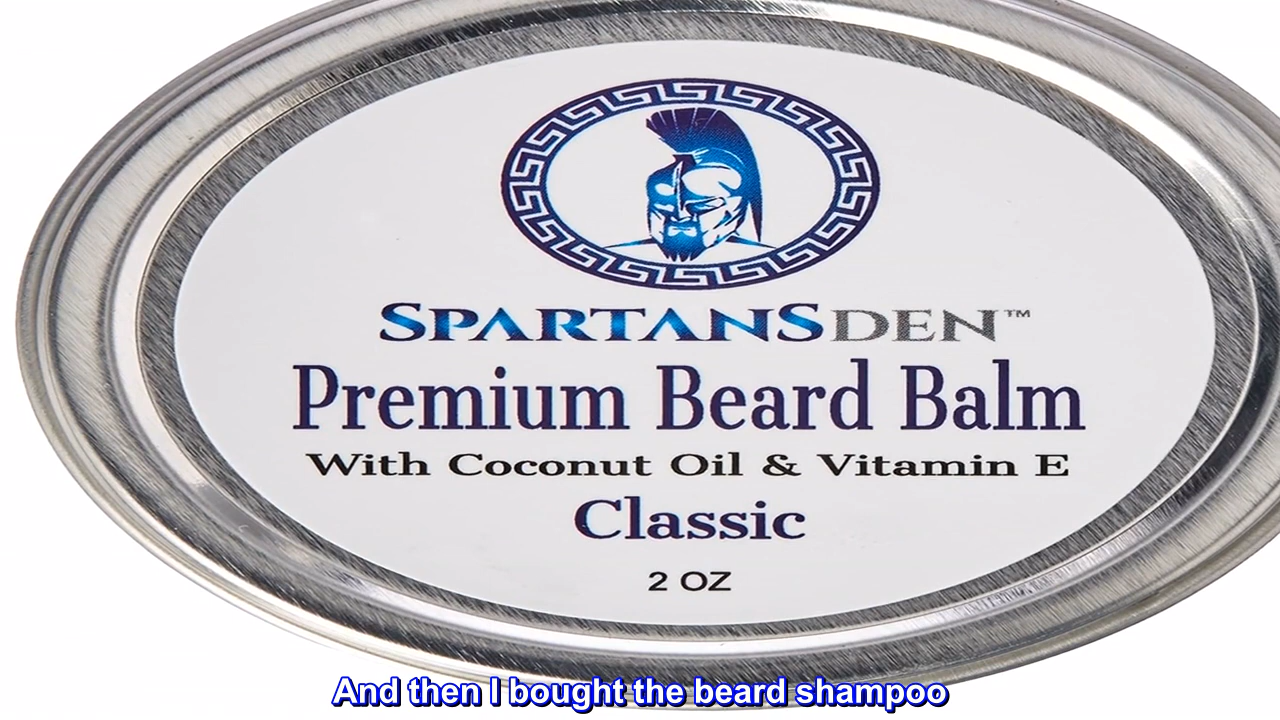 SPARTANSDEN™
Premium Beard Balm
With Coconut Oil & Vitamin E
Classic
2 OZ
And then I bought the beard shampoo